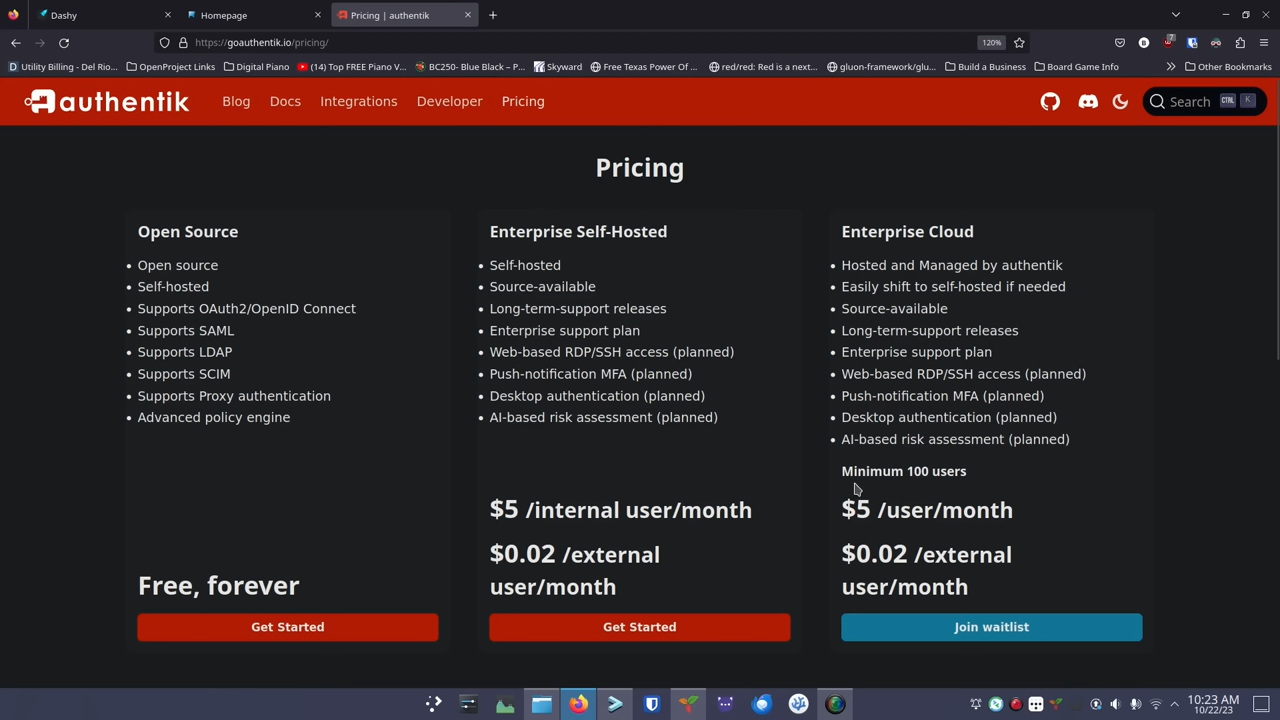 Dashy
Homepage
Pricing | authentik
https://goauthentik.io/pricing/
120%
7
Utility Billing - Del Rio...
OpenProject Links
Digital Piano
(14) Top FREE Piano V...
BC250- Blue Black – P...
Skyward
Free Texas Power Of ...
red/red: Red is a next...
gluon-framework/glu...
Build a Business
Board Game Info
Other Bookmarks
authentik
Blog
Docs
Integrations
Developer
Pricing
Search CTRL K
Pricing
Open Source
• Open source
• Self-hosted
• Supports OAuth2/OpenID Connect
• Supports SAML
• Supports LDAP
• Supports SCIM
• Supports Proxy authentication
• Advanced policy engine
Free, forever
Get Started
Enterprise Self-Hosted
• Self-hosted
• Source-available
• Long-term-support releases
• Enterprise support plan
• Web-based RDP/SSH access (planned)
• Push-notification MFA (planned)
• Desktop authentication (planned)
• AI-based risk assessment (planned)
$5 /internal user/month
$0.02 /external
user/month
Get Started
Enterprise Cloud
• Hosted and Managed by authentik
• Easily shift to self-hosted if needed
• Source-available
• Long-term-support releases
• Enterprise support plan
• Web-based RDP/SSH access (planned)
• Push-notification MFA (planned)
• Desktop authentication (planned)
• AI-based risk assessment (planned)
Minimum 100 users
$5 /user/month
$0.02 /external
user/month
Join waitlist
10:23 AM
10/22/23